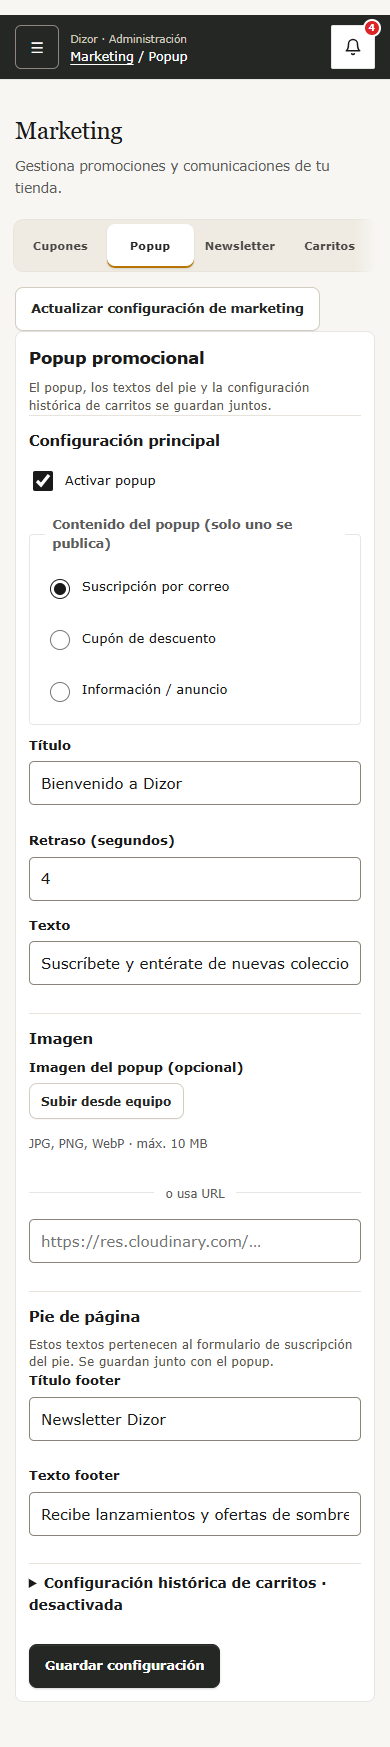 ☰
Dizor · Administración
Marketing / Popup
4
Marketing
Gestiona promociones y comunicaciones de tu
tienda.
Cupones
Popup
Newsletter
Carritos
Actualizar configuración de marketing
Popup promocional
El popup, los textos del pie y la configuración
histórica de carritos se guardan juntos.
Configuración principal
Activar popup
Contenido del popup (solo uno se
publica)
Suscripción por correo
Cupón de descuento
Información / anuncio
Título
Bienvenido a Dizor
Retraso (segundos)
4
Texto
Suscríbete y entérate de nuevas coleccio
Imagen
Imagen del popup (opcional)
Subir desde equipo
JPG, PNG, WebP · máx. 10 MB
o usa URL
https://res.cloudinary.com/...
Pie de página
Estos textos pertenecen al formulario de suscripción
del pie. Se guardan junto con el popup.
Título footer
Newsletter Dizor
Texto footer
Recibe lanzamientos y ofertas de sombre
▶ Configuración histórica de carritos ·
desactivada
Guardar configuración